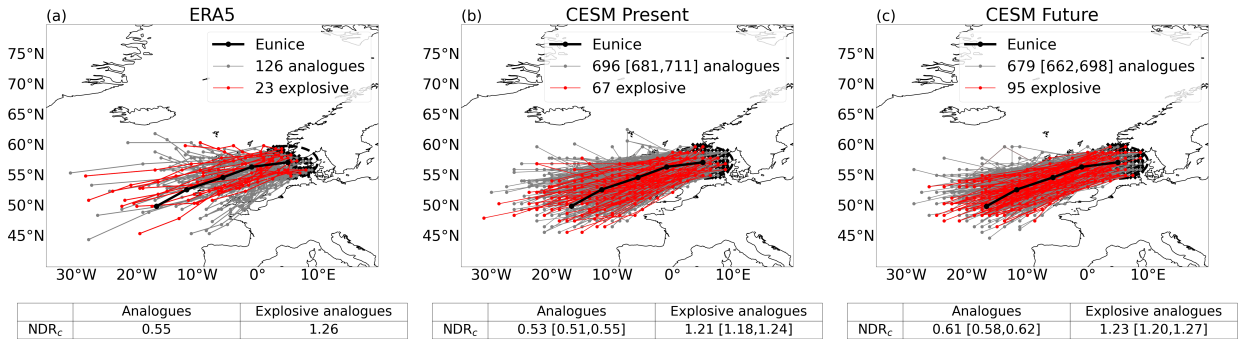 (a) ERA5
Eunice
126 analogues
23 explosive
75°N
70°N
65°N
60°N
55°N
50°N
45°N
30°W 20°W 10°W 0° 10°E
Analogues Explosive analogues
NDRc 0.55 1.26
(b) CESM Present
Eunice
696 [681,711] analogues
67 explosive
75°N
70°N
65°N
60°N
55°N
50°N
45°N
30°W 20°W 10°W 0° 10°E
Analogues Explosive analogues
NDRc 0.53 [0.51,0.55] 1.21 [1.18,1.24]
(c) CESM Future
Eunice
679 [662,698] analogues
95 explosive
75°N
70°N
65°N
60°N
55°N
50°N
45°N
30°W 20°W 10°W 0° 10°E
Analogues Explosive analogues
NDRc 0.61 [0.58,0.62] 1.23 [1.20,1.27]